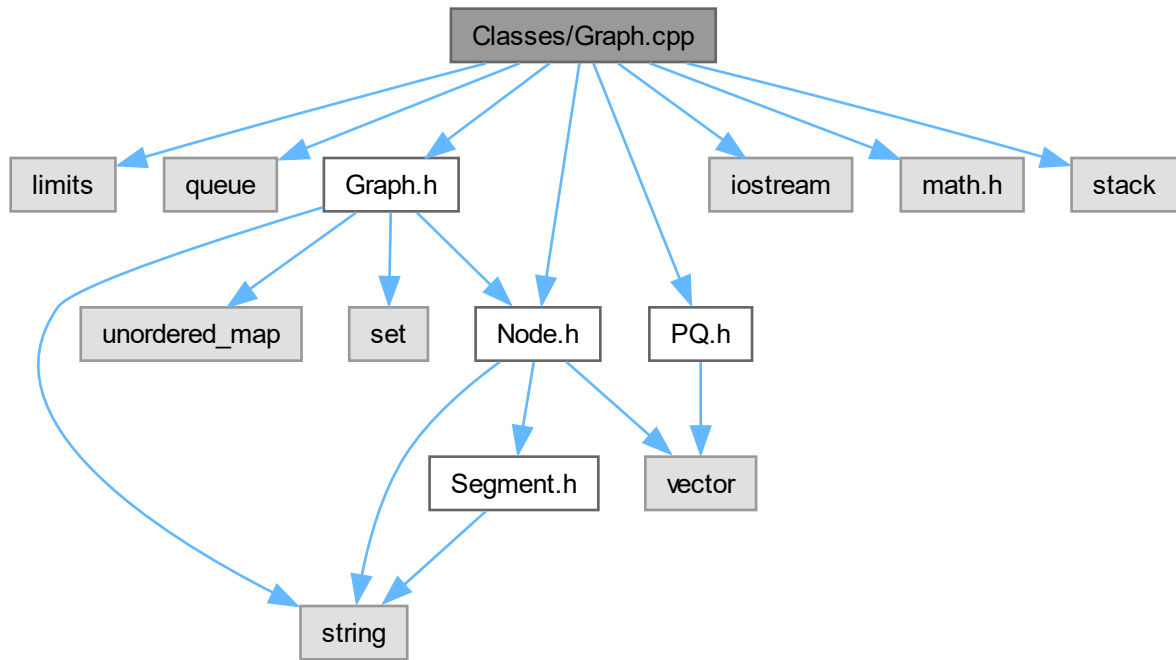 Classes/Graph.cpp
limits
queue
Graph.h
iostream
math.h
stack
unordered_map
set
Node.h
PQ.h
Segment.h
vector
string